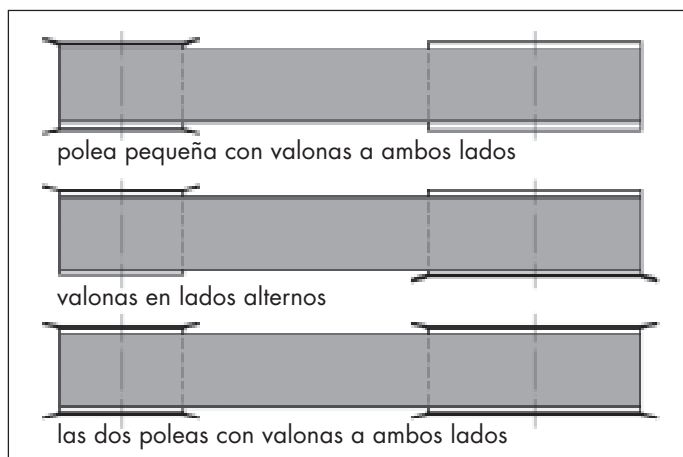 polea pequeña con valonas a ambos lados
valonas en lados alternos
las dos poleas con valonas a ambos lados